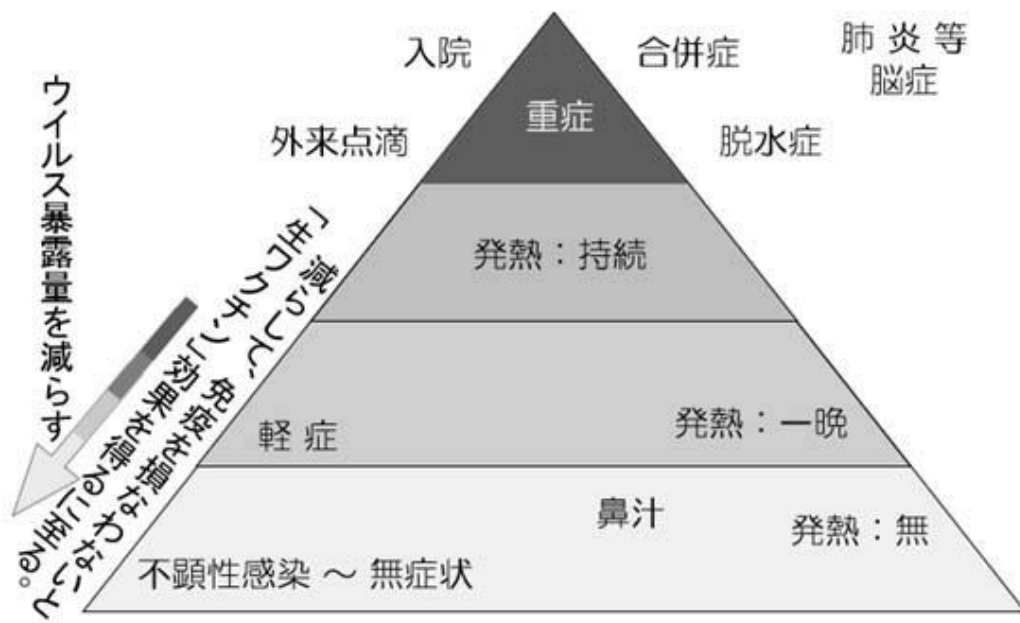 入院
合併症
肺炎等
脳症
外来点滴
重症
脱水症
ウイルス暴露量を減らす
減らして、免疫を損なわないと
「生ワクチン」効果を得るに至る。
発熱：持続
軽症
発熱：一晩
鼻汁
発熱：無
不顕性感染 ～ 無症状